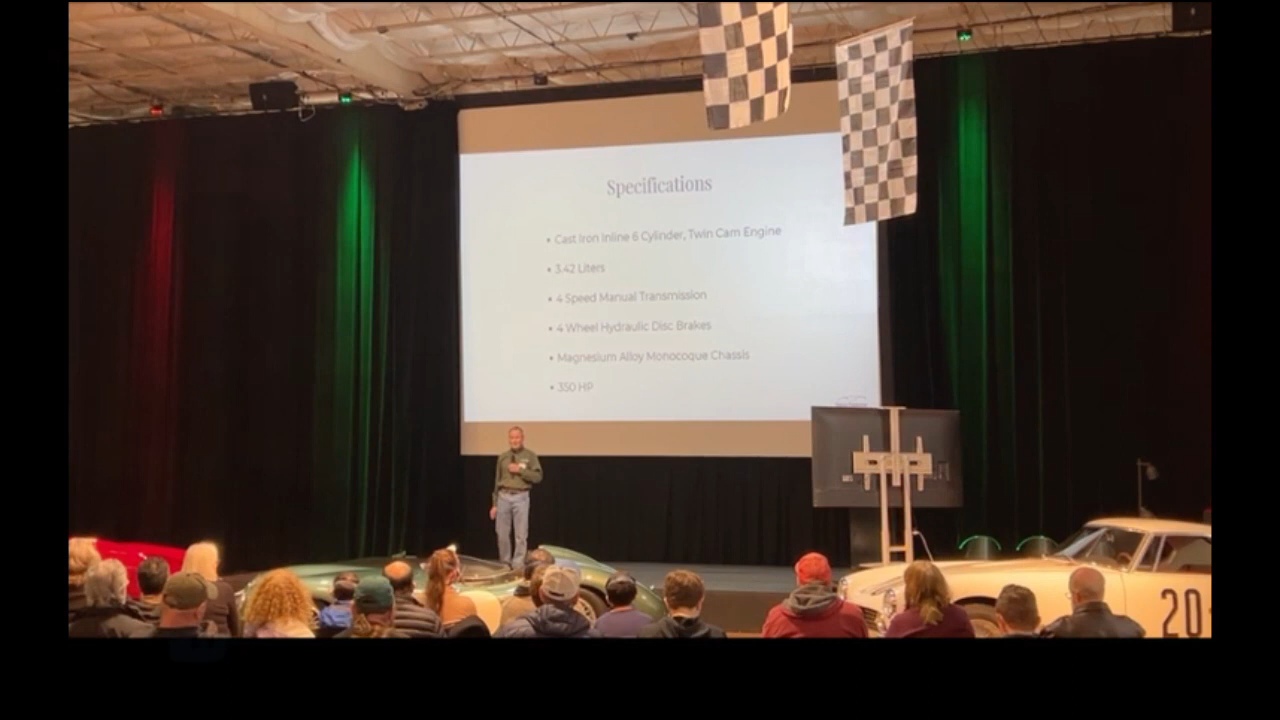 Specifications
• Cast Iron Inline 6 Cylinder, Twin Cam Engine
• 3.42 Liters
• 4 Speed Manual Transmission
• 4 Wheel Hydraulic Disc Brakes
• Magnesium Alloy Monocoque Chassis
• 350 HP
20